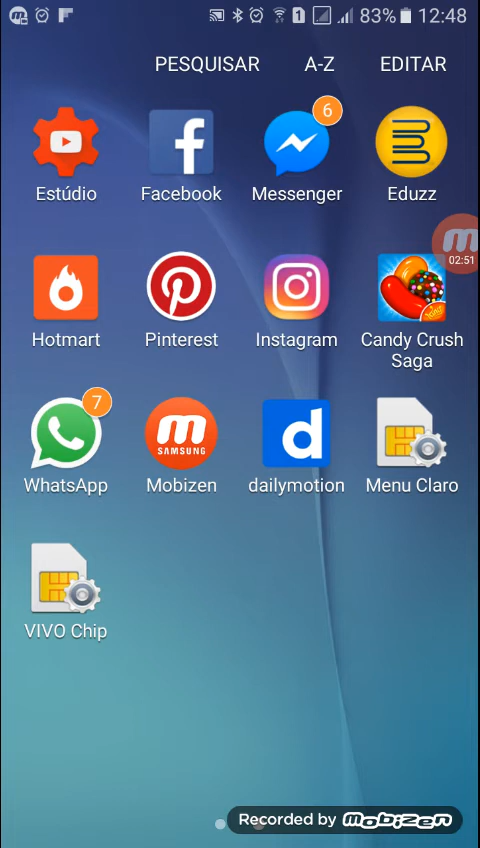 83% 12:48
PESQUISAR A-Z EDITAR
6
Estúdio Facebook Messenger Eduzz
02:51
Hotmart Pinterest Instagram Candy Crush
Saga
7
m
SAMSUNG
d
WhatsApp Mobizen dailymotion Menu Claro
VIVO Chip
Recorded by Mobizen